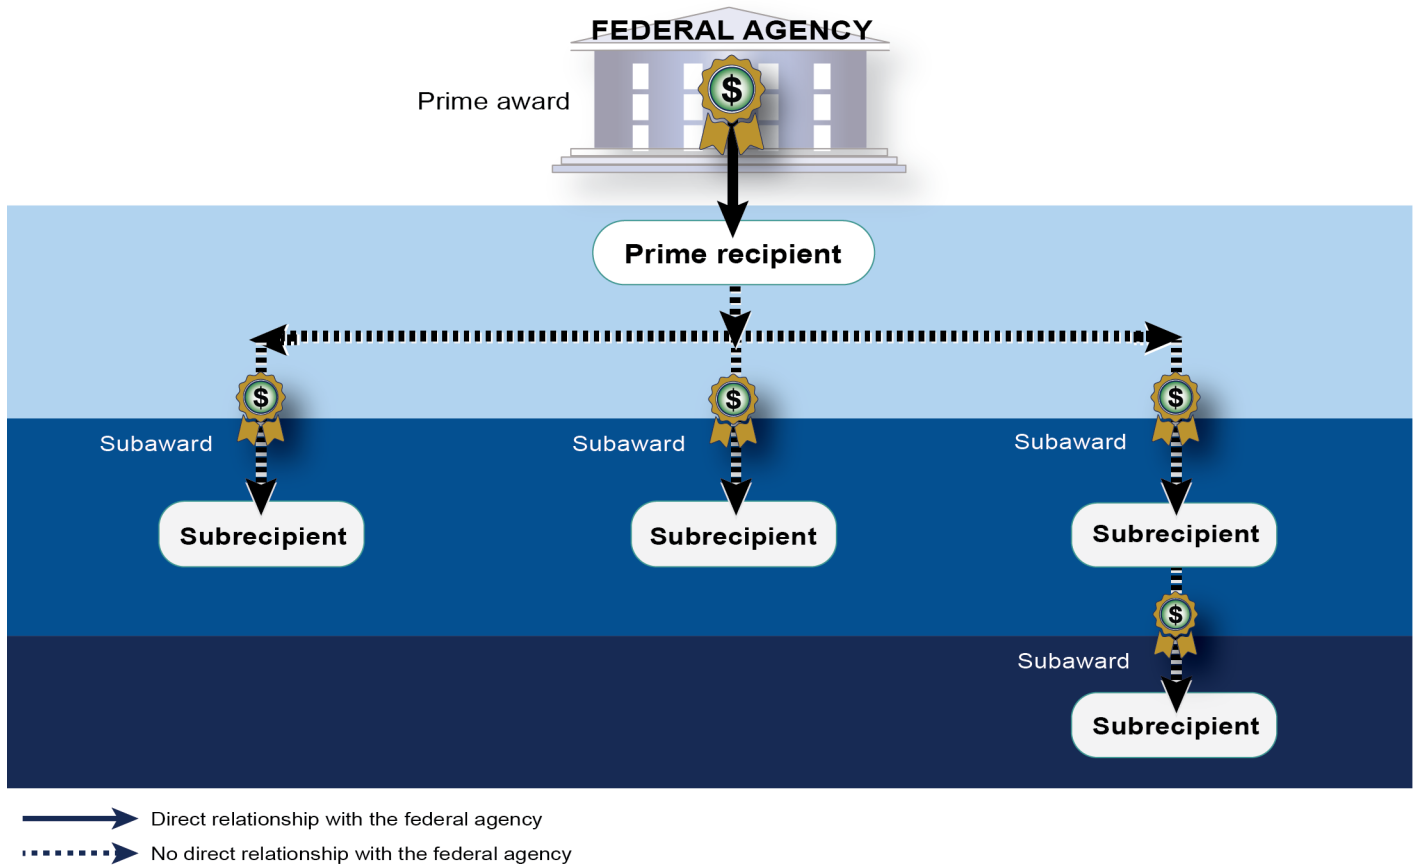 FEDERAL AGENCY
$
Prime award
Prime recipient
$
$
$
Subaward
Subaward
Subaward
Subrecipient
Subrecipient
Subrecipient
$
Subaward
Subrecipient
Direct relationship with the federal agency
No direct relationship with the federal agency